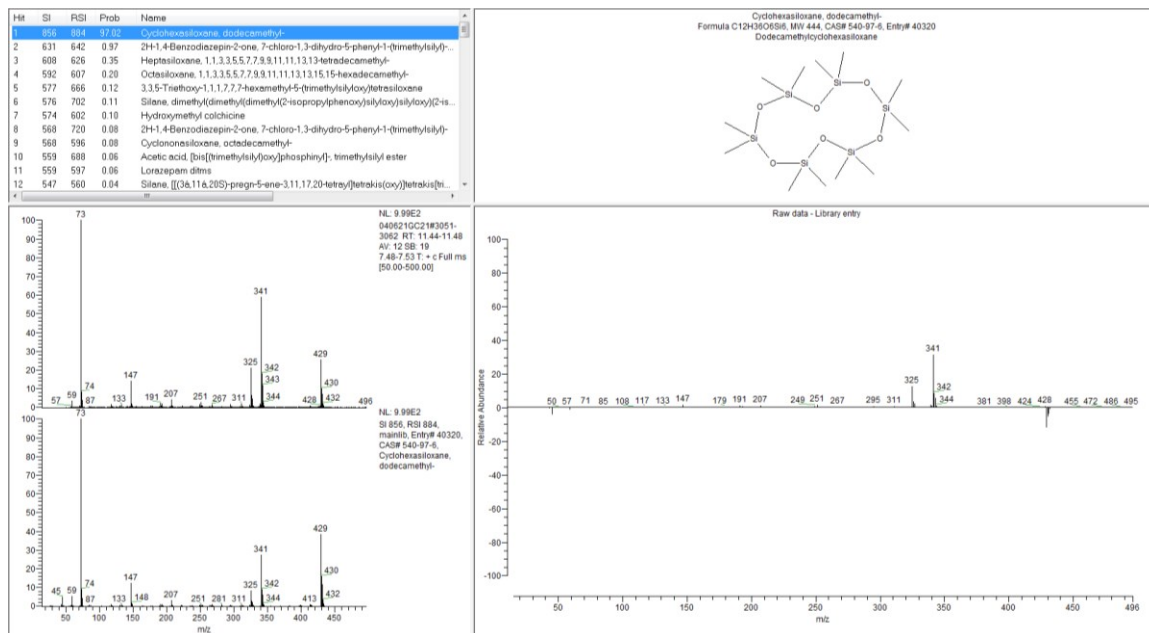 Hit SI RSI Prob Name
1 856 884 97.02 Cyclohexasiloxane, dodecamethyl-
2 631 642 0.97 2H-1,4-Benzodiazepin-2-one, 7-chloro-1,3-dihydro-5-phenyl-1-(trimethylsilyl)-...
3 608 626 0.35 Heptasiloxane, 1,1,3,3,5,5,7,7,9,9,11,11,13,13-tetradecamethyl-
4 592 607 0.20 Octasiloxane, 1,1,3,3,5,5,7,7,9,9,11,11,13,13,15,15-hexadecamethyl-
5 577 666 0.12 3,3,5-Triethoxy-1,1,1,7,7,7-hexamethyl-5-(trimethylsilyloxy)tetrasiloxane
6 576 702 0.11 Silane, dimethyl(dimethyl(dimethyl(2-isopropylphenoxy)silyloxy)silyloxy)(2-is...
7 574 602 0.10 Hydroxymethyl colchicine
8 568 720 0.08 2H-1,4-Benzodiazepin-2-one, 7-chloro-1,3-dihydro-5-phenyl-1-(trimethylsilyl)-
9 568 596 0.08 Cyclononasiloxane, octadecamethyl-
10 559 688 0.06 Acetic acid, [bis[(trimethylsilyl)oxy]phosphinyl]-, trimethylsilyl ester
11 559 597 0.06 Lorazepam ditms
12 547 560 0.04 Silane, [[(3à,11à,20S)-pregn-5-ene-3,11,17,20-tetrayl]tetrakis(oxy)]tetrakis[tri...
Cyclohexasiloxane, dodecamethyl-
Formula C12H36O6Si6, MW 444, CAS# 540-97-6, Entry# 40320
Dodecamethylcyclohexasiloxane
Si O Si
O O
Si Si Si
O Si O
NL: 9.99E2
040621GC21#3051-
3062 RT: 11.44-11.48
AV: 12 SB: 19
7.48-7.53 T: + c Full ms
[50.00-500.00]
100 90 80 70 60 50 40 30 20 10 0
73
341
325 342
343
429
430
147
57 59 74 87 133 191 207 251 267 311 344 428 432 496
NL: 9.99E2
SI 856, RSI 884,
mainlib, Entry# 40320,
CAS# 540-97-6,
Cyclohexasiloxane,
dodecamethyl-
100 90 80 70 60 50 40 30 20 10 0
73
429
341
430
147
325 342
45 59 74 87 133 148 207 251 281 311 344 413 432
50 100 150 200 250 300 350 400 450
m/z
Raw data - Library entry
Relative Abundance
100 80 60 40 20 0 -20 -40 -60 -80 -100
341
325
342
50 57 71 85 108 117 133 147 179 191 207 249 251 267 295 311 344 381 398 424 428 455 472 486 495
50 100 150 200 250 300 350 400 450 496
m/z